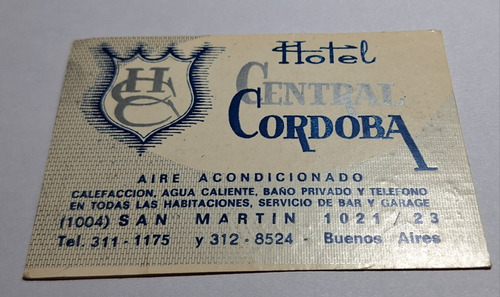 HCC
Hotel
CENTRAL
CORDOBA
AIRE ACONDICIONADO
CALEFACCION, AGUA CALIENTE, BAÑO PRIVADO Y TELEFONO
EN TODAS LAS HABITACIONES, SERVICIO DE BAR Y GARAGE
(1004) SAN MARTIN 1021/23
Tel. 311-1175 y 312-8524 - Buenos Aires